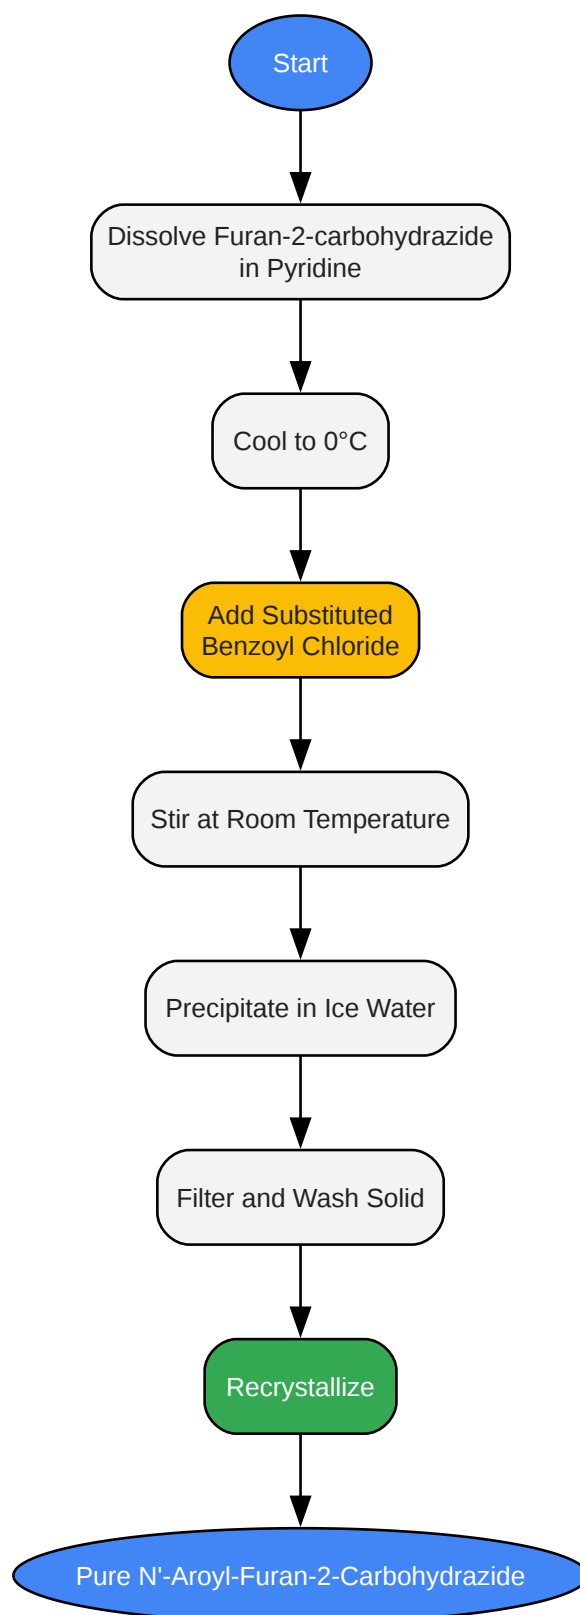 Start
Dissolve Furan-2-carbohydrazide
in Pyridine
Cool to 0°C
Add Substituted
Benzoyl Chloride
Stir at Room Temperature
Precipitate in Ice Water
Filter and Wash Solid
Recrystallize
Pure N'-Aroyl-Furan-2-Carbohydrazide